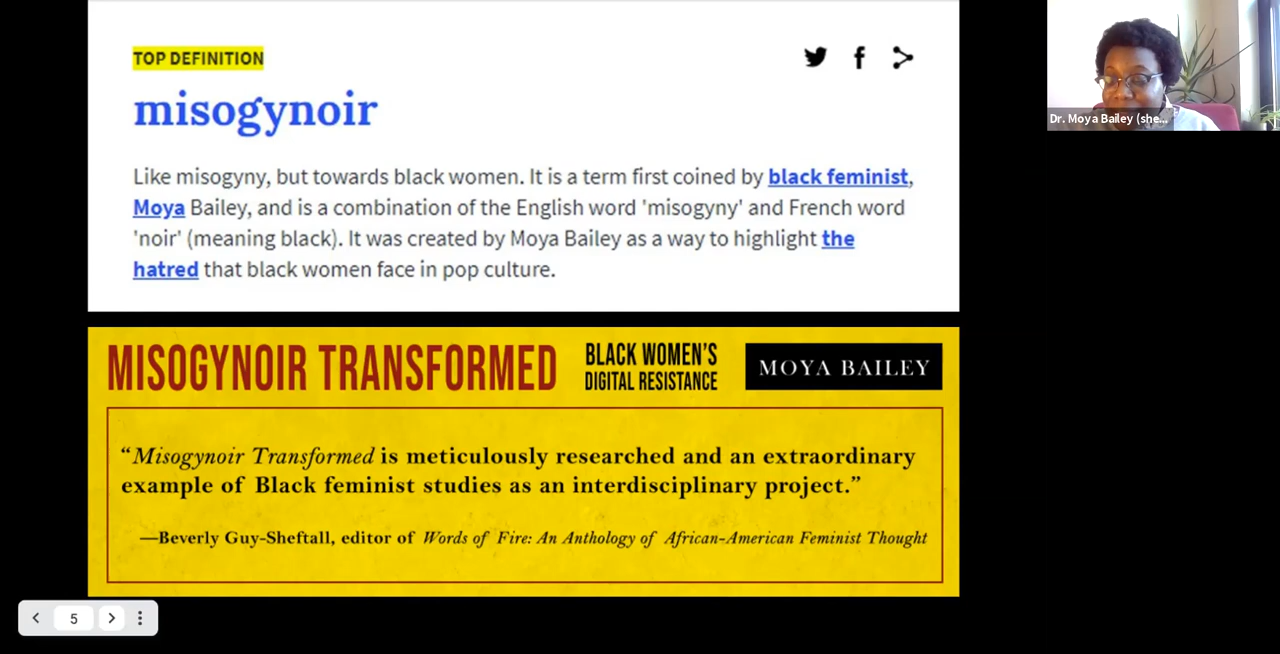 TOP DEFINITION
misogynoir
Like misogyny, but towards black women. It is a term first coined by black feminist,
Moya Bailey, and is a combination of the English word 'misogyny' and French word
'noir' (meaning black). It was created by Moya Bailey as a way to highlight the
hatred that black women face in pop culture.
MISOGYNOIR TRANSFORMED
BLACK WOMEN'S
DIGITAL RESISTANCE
MOYA BAILEY
“Misogynoir Transformed is meticulously researched and an extraordinary
example of Black feminist studies as an interdisciplinary project.”
—Beverly Guy-Sheftall, editor of Words of Fire: An Anthology of African-American Feminist Thought
5
Dr. Moya Bailey (she...